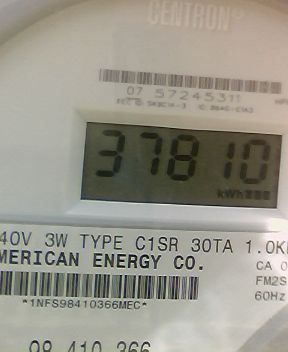 CENTRON®
07 57245311
37810
kWh
40V 3W TYPE C1SR 30TA 1.0K
MERICAN ENERGY CO.
CA 0
FM2S
60Hz
*1NFS98410366MEC*
98 410 366